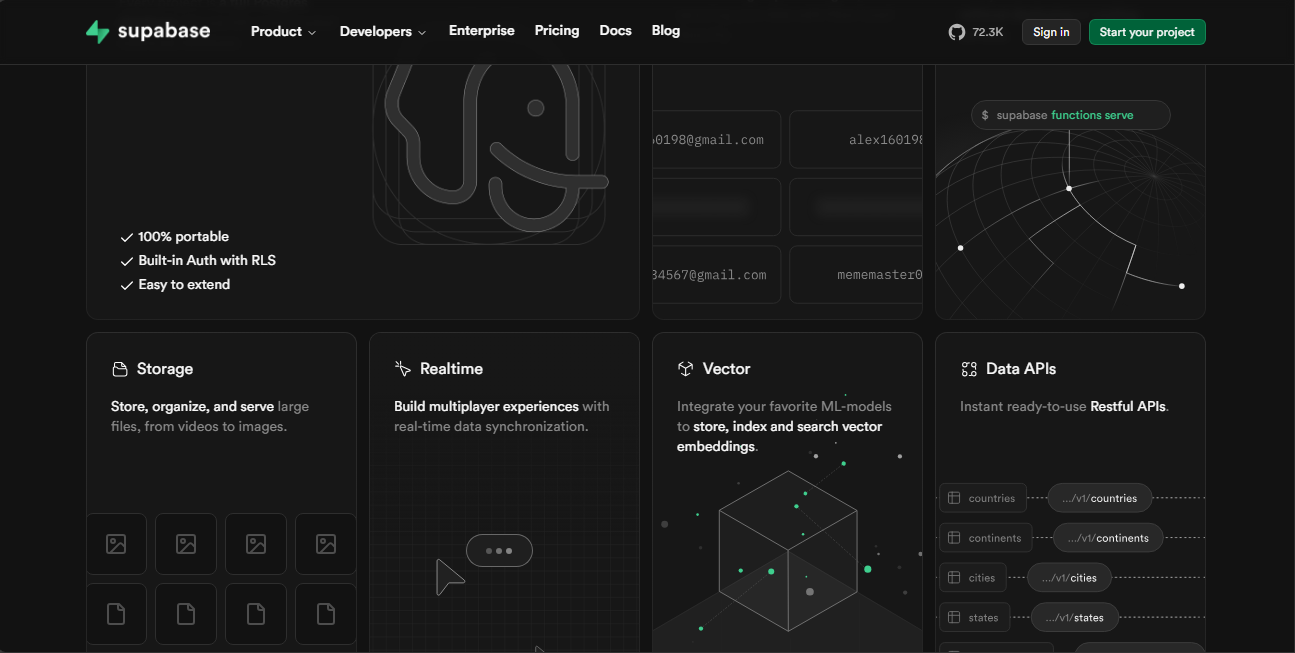 supabase
Product
Developers
Enterprise
Pricing
Docs
Blog
72.3K
Sign in
Start your project
100% portable
Built-in Auth with RLS
Easy to extend
60198@gmail.com
alex160198
34567@gmail.com
mememaster0
$ supabase functions serve
Storage
Store, organize, and serve large
files, from videos to images.
Realtime
Build multiplayer experiences with
real-time data synchronization.
Vector
Integrate your favorite ML-models
to store, index and search vector
embeddings.
Data APIs
Instant ready-to-use Restful APIs.
countries
.../v1/countries
continents
.../v1/continents
cities
.../v1/cities
states
.../v1/states